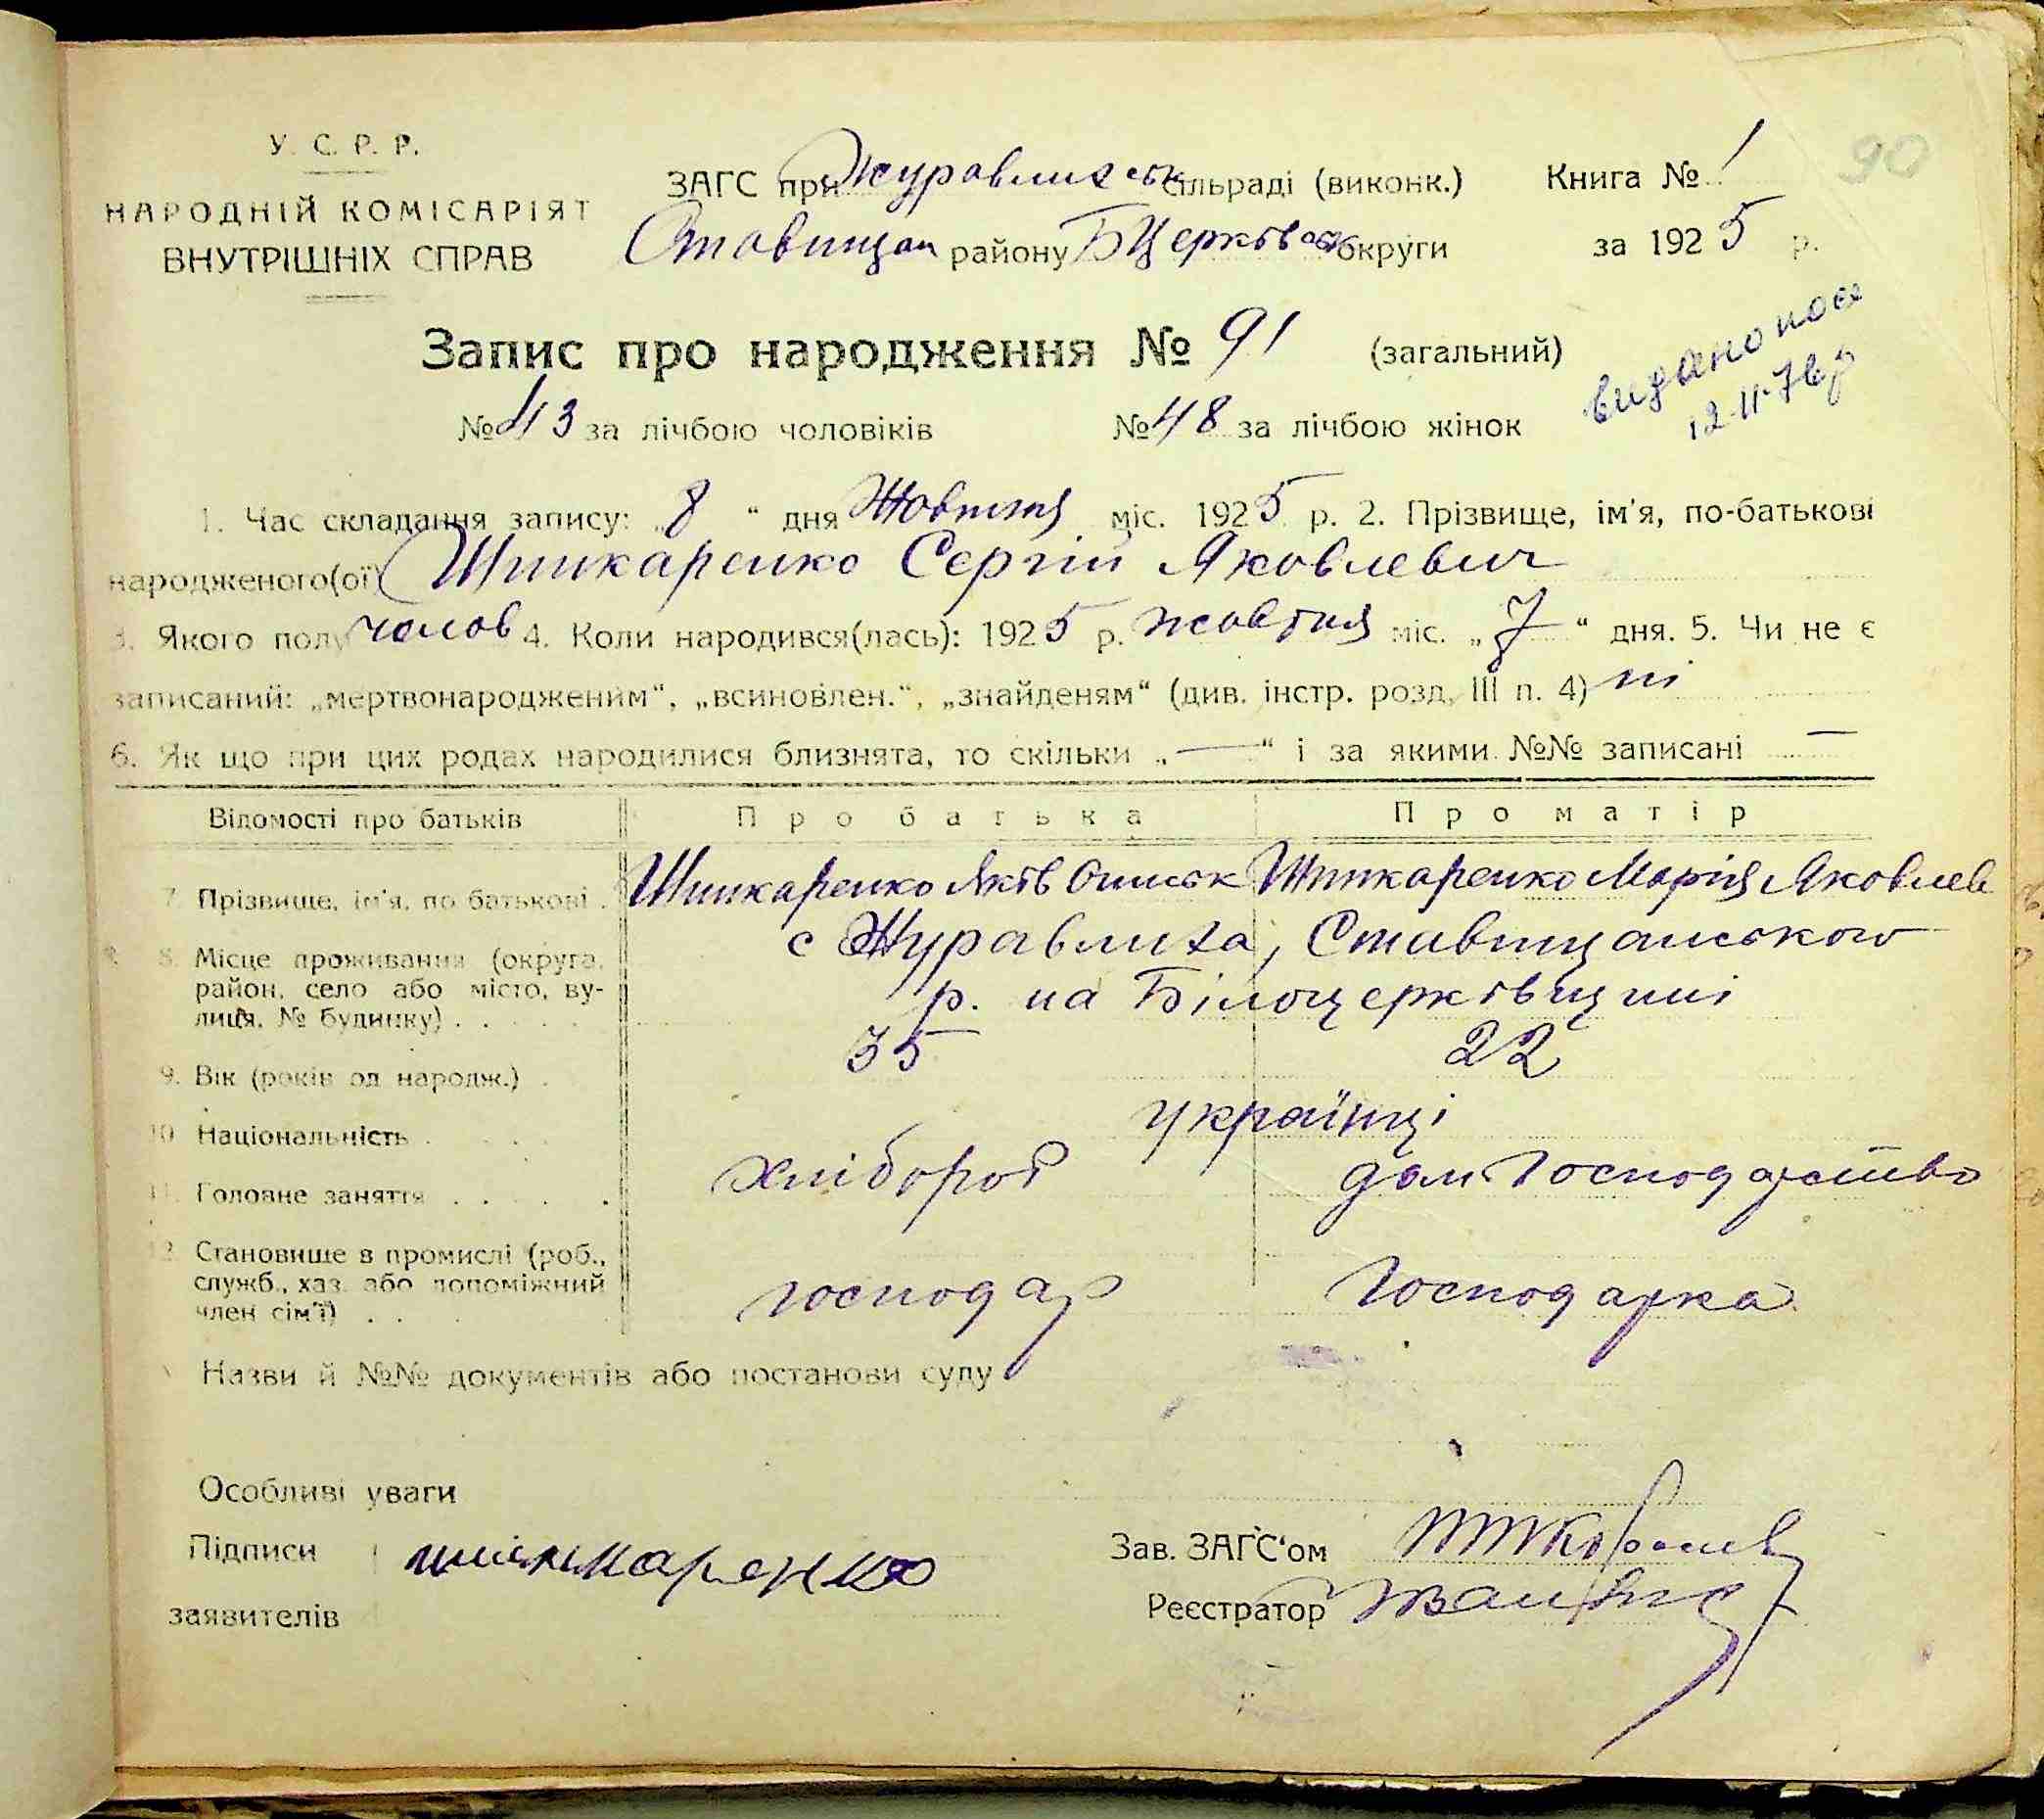 90
У. С. Р. Р.
НАРОДНІЙ КОМІСАРІЯТ
ВНУТРІШНІХ СПРАВ
ЗАГС при Журавлихськ сільраді (виконк.) Книга № 1
Ставищан району БЦерківськ округи за 1925 р.
Запис про народження № 91 (загальний)
видано пов
12-11-76р
№ 43 за лічбою чоловіків № 48 за лічбою жінок
1. Час складання запису: „8“ дня Жовтня міс. 1925 р. 2. Прізвище, ім'я, по-батькові
народженого(ої) Шинкаренко Сергій Яковлевич
3. Якого полу чолов 4. Коли народився(лась): 1925 р. жовтня міс. „7“ дня. 5. Чи не є
записаний: „мертвонародженим“, „всиновлен.“, „знайденям“ (див. інстр. розд. III п. 4) ні
6. Як що при цих родах народилися близнята, то скільки „—“ і за якими №№ записані —
Відомості про батьків Про батька Про матір
7. Прізвище, ім'я, по батькові . Шинкаренко Яків Шинкаренко Марія Яковлев
8. Місце проживання (округа, район, село або місто, вулиця, № будинку) . . . . с Журавлиха, Ставищанського
р. на Білоцерківщині
9. Вік (років од народж.) . 35 22
10. Національність . . . . українці
11. Головне заняття . . . . . хлібороб дом. Господарство
12. Становище в промислі (роб., служб., хаз. або допоміжний член сім'ї) . . господар Господарка
Назви й №№ документів або постанови суду
Особливі уваги
Підписи
заявителів
Зав. ЗАГС'ом
Реєстратор